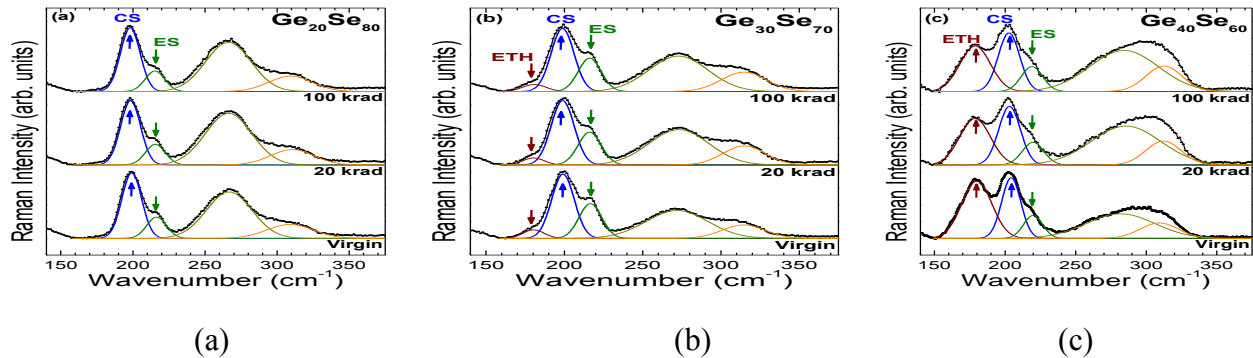 (a) CS ES Ge20Se80
100 krad
20 krad
Virgin
Raman Intensity (arb. units)
140 200 250 300 350
Wavenumber (cm-1)
(a)
(b) CS ES Ge30Se70
ETH
100 krad
20 krad
Virgin
Raman Intensity (arb. units)
140 200 250 300 350
Wavenumber (cm-1)
(b)
(c) CS ES Ge40Se60
ETH
100 krad
20 krad
Virgin
Raman Intensity (arb. units)
140 200 250 300 350
Wavenumber (cm-1)
(c)